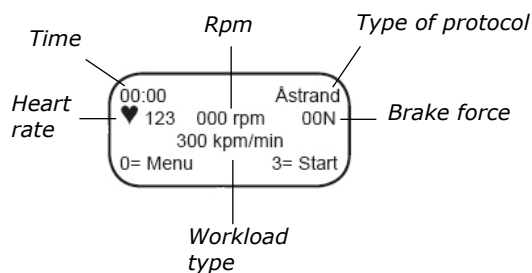 Time
Rpm
Type of protocol
Heart
rate
00:00
Åstrand
♥ 123 000 rpm 00N
300 kpm/min
0= Menu 3= Start
Brake force
Workload
type